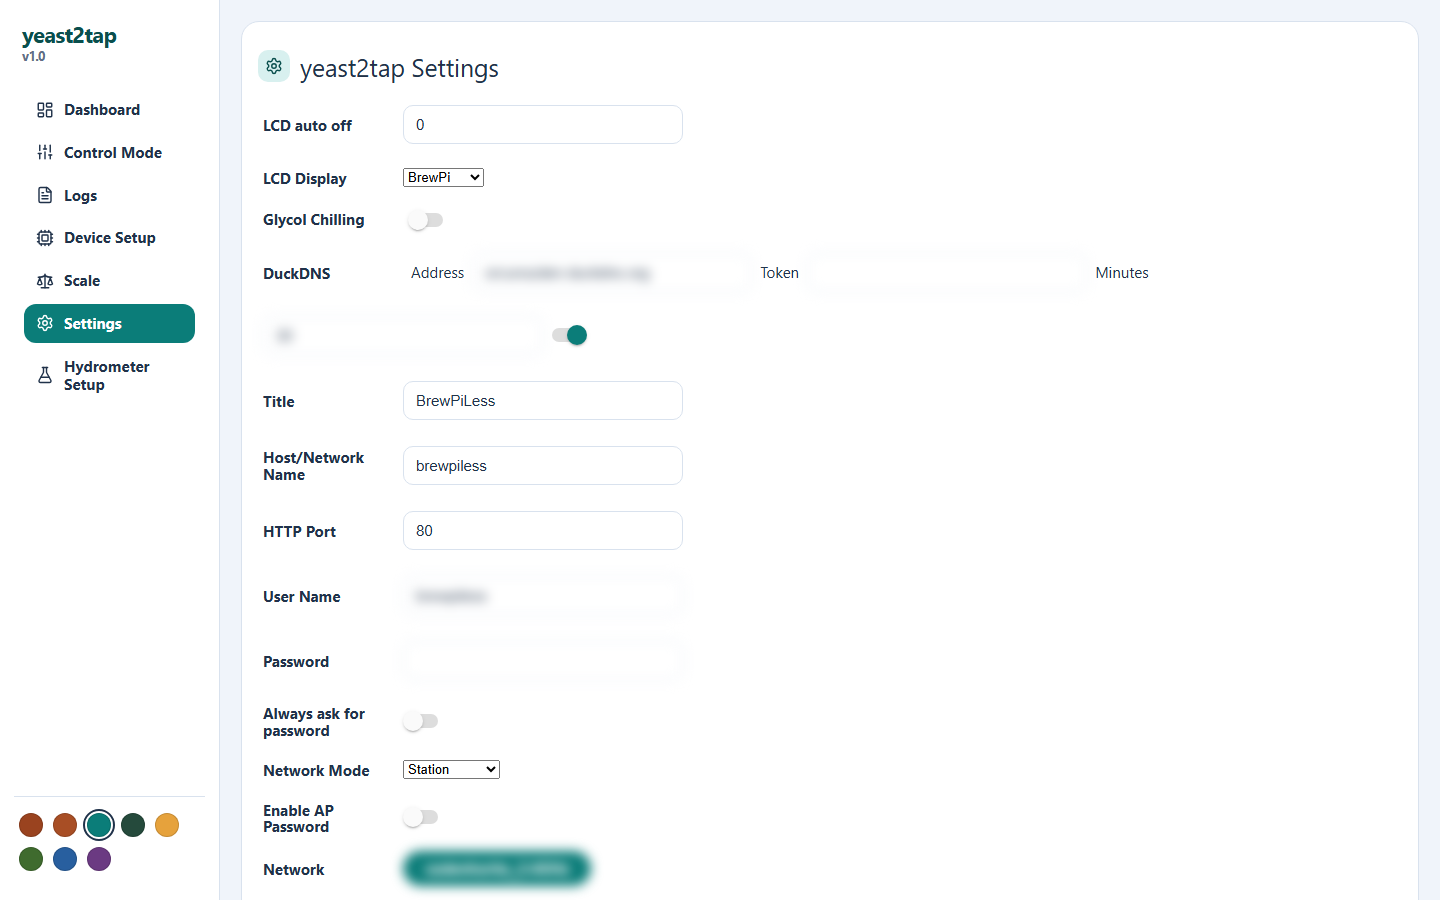 yeast2tap
v1.0
Dashboard
Control Mode
Logs
Device Setup
Scale
Settings
Hydrometer
Setup
yeast2tap Settings
LCD auto off 0
LCD Display BrewPi
Glycol Chilling
DuckDNS Address Token Minutes
Title BrewPiLess
Host/Network
Name
brewpiless
HTTP Port 80
User Name
Password
Always ask for
password
Network Mode Station
Enable AP
Password
Network